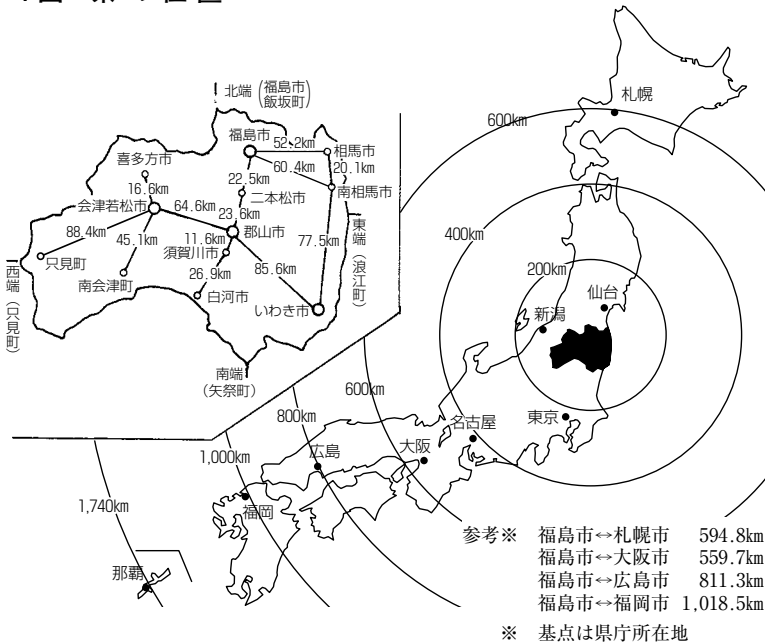 北端（福島市飯坂町）
福島市
52.2km
相馬市
60.4km
20.1km
喜多方市
22.5km
二本松市
南相馬市
16.6km
会津若松市
64.6km
23.6km
郡山市
88.4km
45.1km
11.6km
須賀川市
77.5km
東端（浪江町）
只見町
26.9km
85.6km
南会津町
白河市
いわき市
西端（只見町）
南端
（矢祭町）
札幌
600km
400km
200km
仙台
新潟
東京
名古屋
大阪
600km
800km
広島
1,000km
福岡
1,740km
那覇
参考※ 福島市↔札幌市 594.8km
福島市↔大阪市 559.7km
福島市↔広島市 811.3km
福島市↔福岡市 1,018.5km
※ 基点は県庁所在地